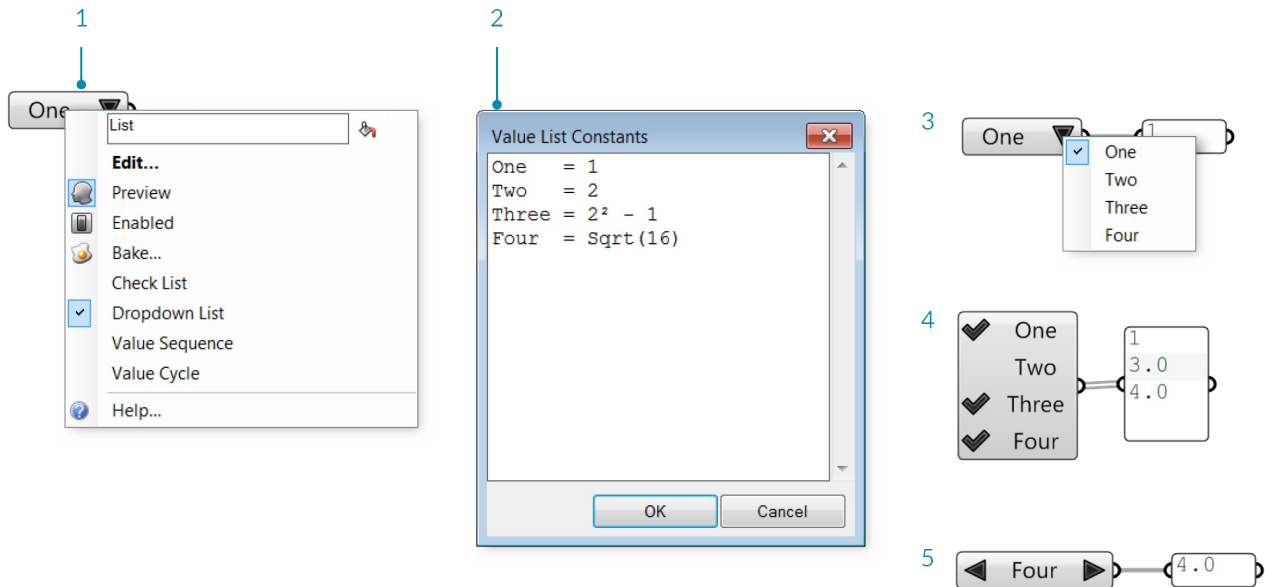 1
One
List
Edit...
Preview
Enabled
Bake...
Check List
Dropdown List
Value Sequence
Value Cycle
Help...
2
Value List Constants
One = 1
Two = 2
Three = 2² - 1
Four = Sqrt(16)
OK Cancel
3
One 1
One
Two
Three
Four
4
One
Two
Three
Four
1
3.0
4.0
5
Four 4.0